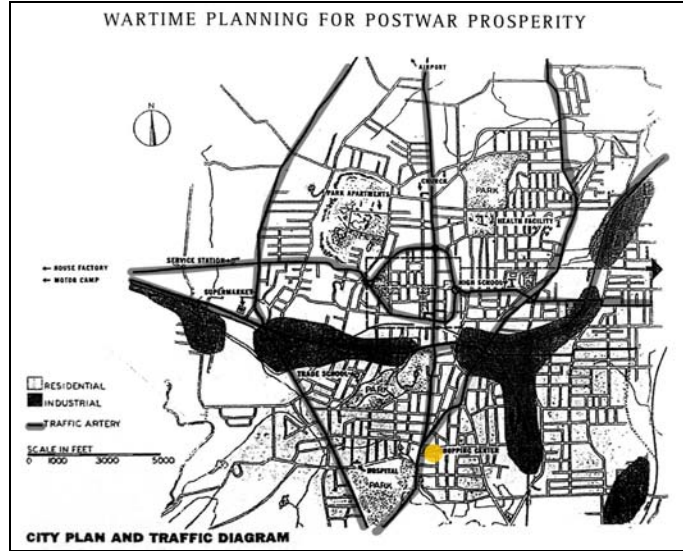 WARTIME PLANNING FOR POSTWAR PROSPERITY
AIRPORT
N
CHURCH
PARK
PARK APARTMENTS
HEALTH FACILITY
SERVICE STATION
HOUSE FACTORY
MOTOR CAMP
SUPERMARKET
HIGH SCHOOL
TRADE SCHOOL
PARK
RESIDENTIAL
INDUSTRIAL
TRAFFIC ARTERY
SCALE IN FEET
0 1000 3000 5000
HOPPING CENTER
HOSPITAL
PARK
CITY PLAN AND TRAFFIC DIAGRAM